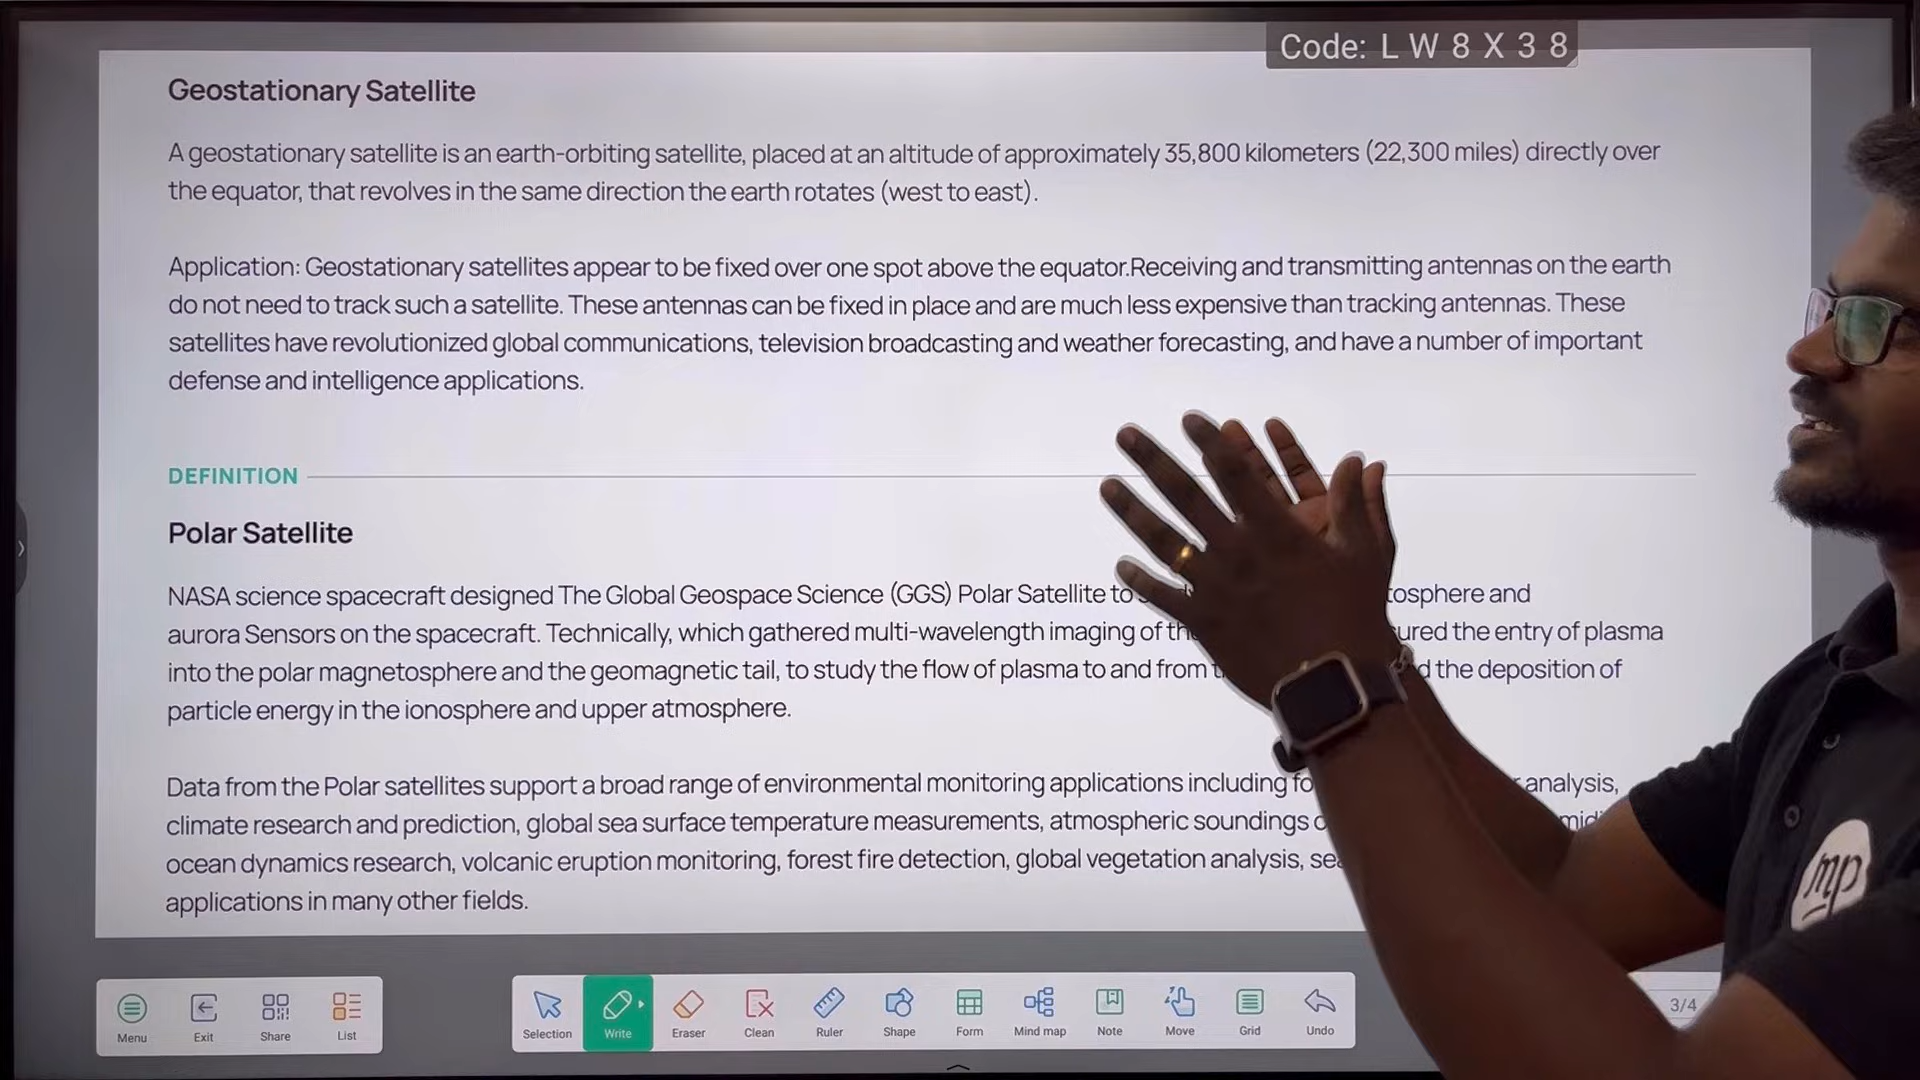 Code: L W 8 X 3 8
Geostationary Satellite
A geostationary satellite is an earth-orbiting satellite, placed at an altitude of approximately 35,800 kilometers (22,300 miles) directly over
the equator, that revolves in the same direction the earth rotates (west to east).
Application: Geostationary satellites appear to be fixed over one spot above the equator.Receiving and transmitting antennas on the earth
do not need to track such a satellite. These antennas can be fixed in place and are much less expensive than tracking antennas. These
satellites have revolutionized global communications, television broadcasting and weather forecasting, and have a number of important
defense and intelligence applications.
DEFINITION
Polar Satellite
NASA science spacecraft designed The Global Geospace Science (GGS) Polar Satellite to and
aurora Sensors on the spacecraft. Technically, which gathered multi-wavelength imaging of the entry of plasma
into the polar magnetosphere and the geomagnetic tail, to study the flow of plasma to and from the deposition of
particle energy in the ionosphere and upper atmosphere.
Data from the Polar satellites support a broad range of environmental monitoring applications including analysis,
climate research and prediction, global sea surface temperature measurements, atmospheric soundings
ocean dynamics research, volcanic eruption monitoring, forest fire detection, global vegetation analysis,
applications in many other fields.
mp
Menu Exit Share List Selection Write Eraser Clean Ruler Shape Form Mind map Note Move Grid Undo 3/4